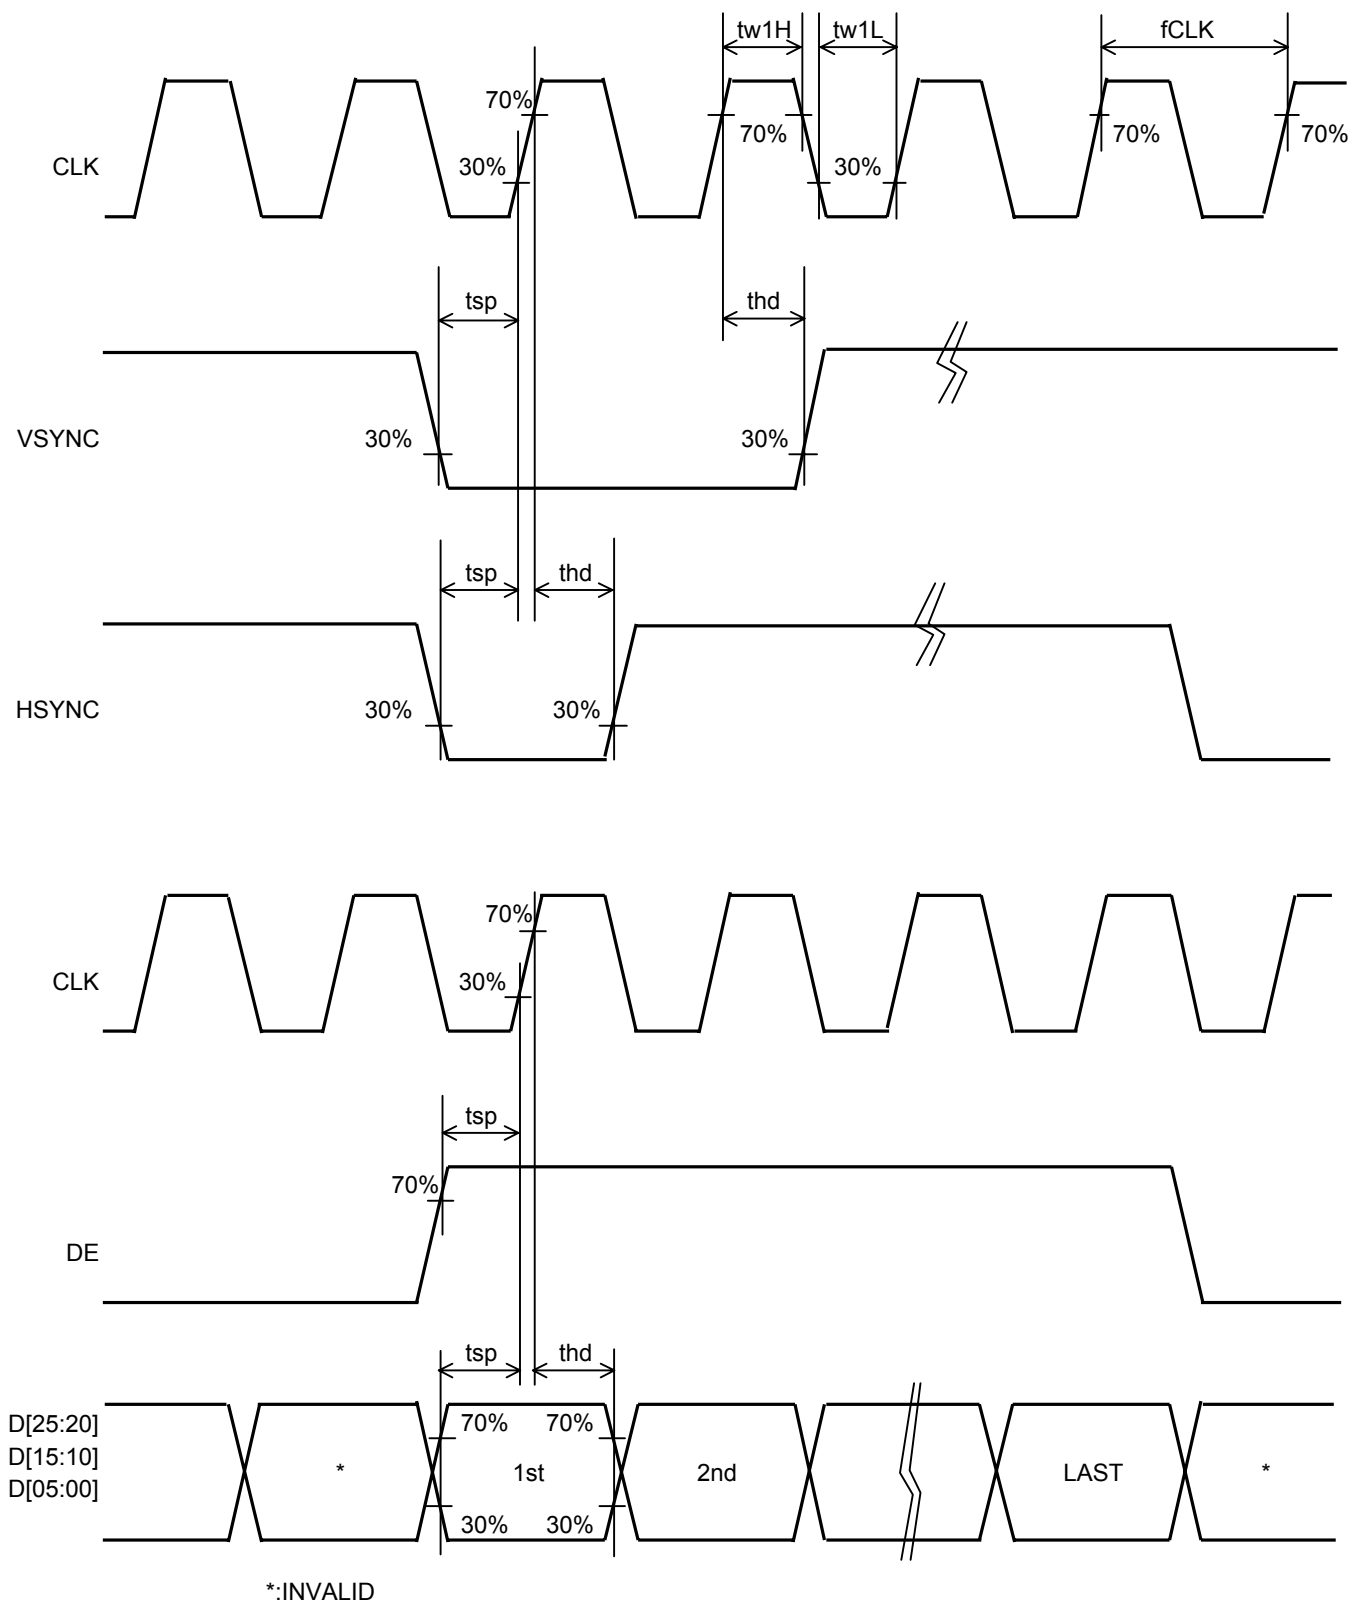 tw1H tw1L fCLK
70%
70% 70% 70%
CLK 30% 30%
tsp thd
VSYNC 30% 30%
tsp thd
HSYNC 30% 30%
70%
CLK 30%
tsp
70%
DE
tsp thd
D[25:20] 70% 70%
D[15:10] * 1st 2nd LAST *
D[05:00]
30% 30%
*:INVALID